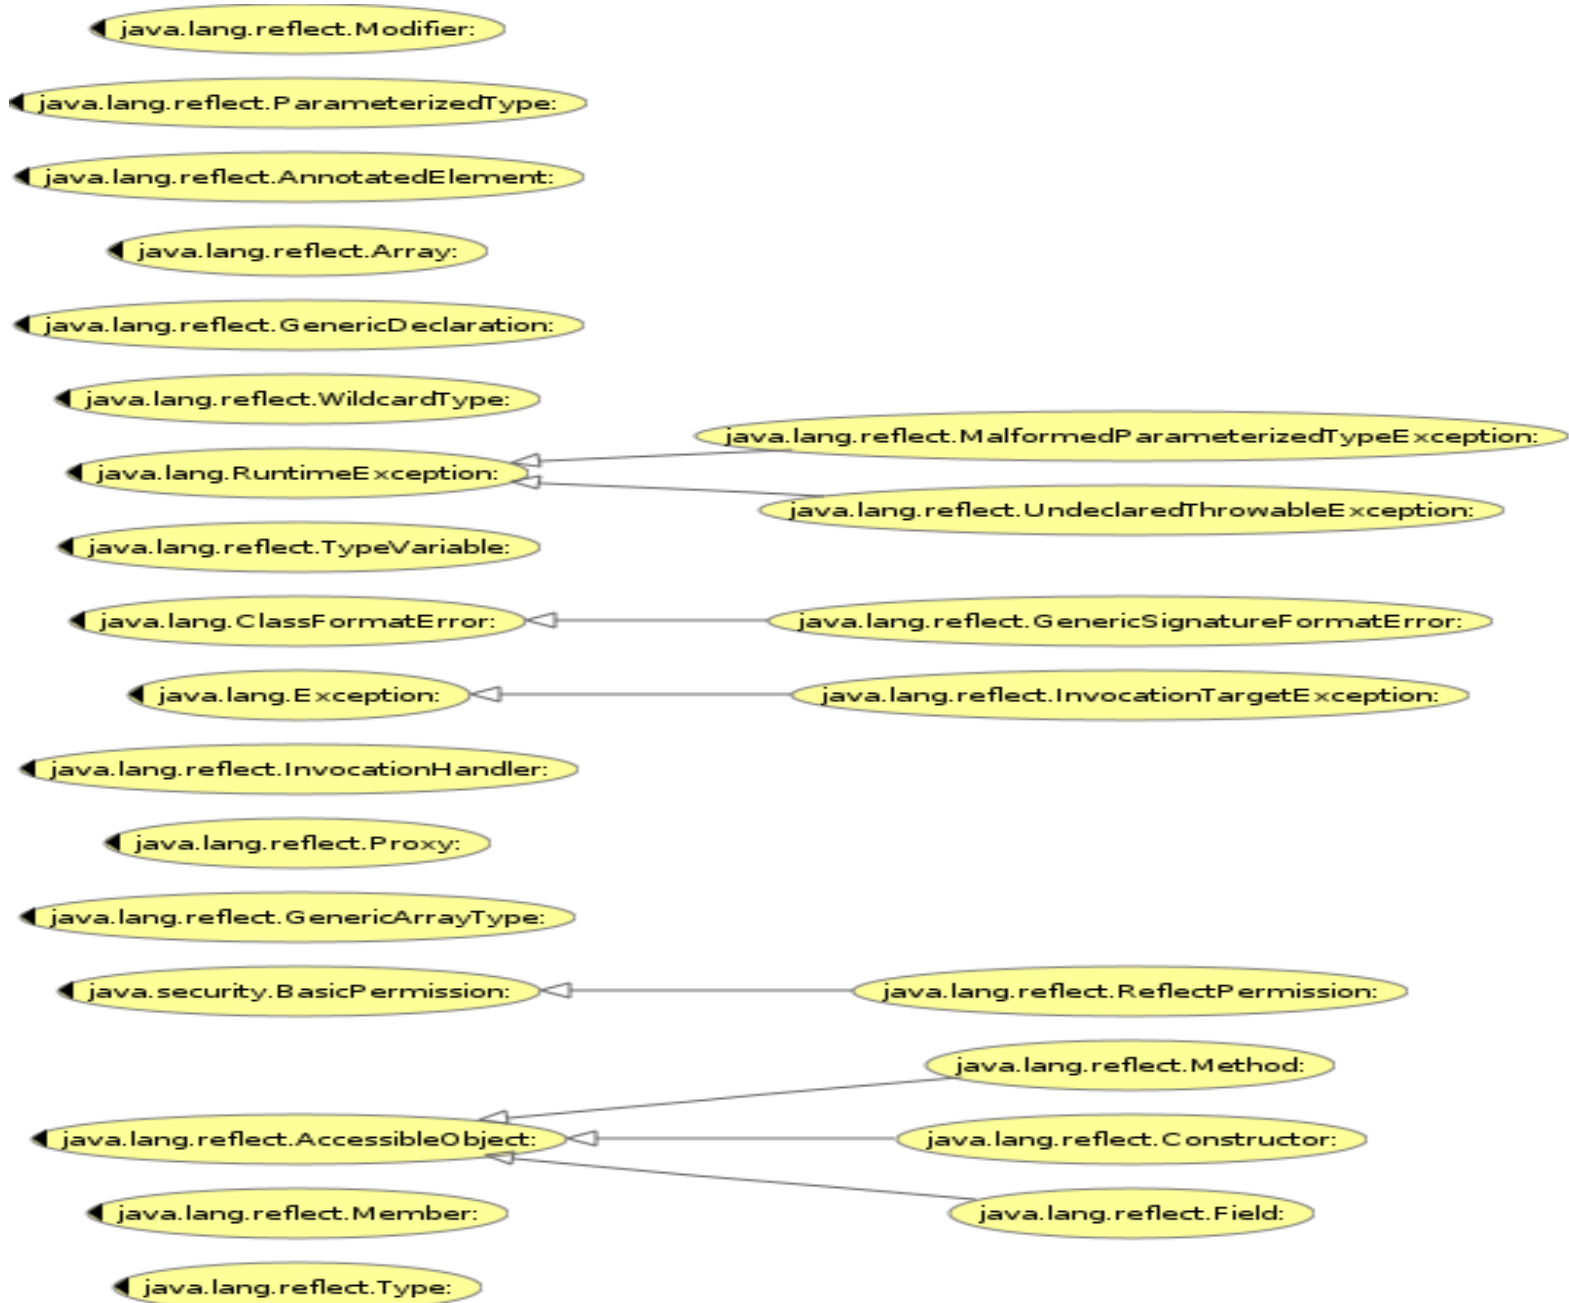 java.lang.reflect.Modifier:
java.lang.reflect.ParameterizedType:
java.lang.reflect.AnnotatedElement:
java.lang.reflect.Array:
java.lang.reflect.GenericDeclaration:
java.lang.reflect.WildcardType:
java.lang.reflect.MalformedParameterizedTypeException:
java.lang.RuntimeException:
java.lang.reflect.UndeclaredThrowableException:
java.lang.reflect.TypeVariable:
java.lang.ClassFormatError:
java.lang.reflect.GenericSignatureFormatError:
java.lang.Exception:
java.lang.reflect.InvocationTargetException:
java.lang.reflect.InvocationHandler:
java.lang.reflect.Proxy:
java.lang.reflect.GenericArrayType:
java.security.BasicPermission:
java.lang.reflect.ReflectPermission:
java.lang.reflect.Method:
java.lang.reflect.AccessibleObject:
java.lang.reflect.Constructor:
java.lang.reflect.Member:
java.lang.reflect.Field:
java.lang.reflect.Type: